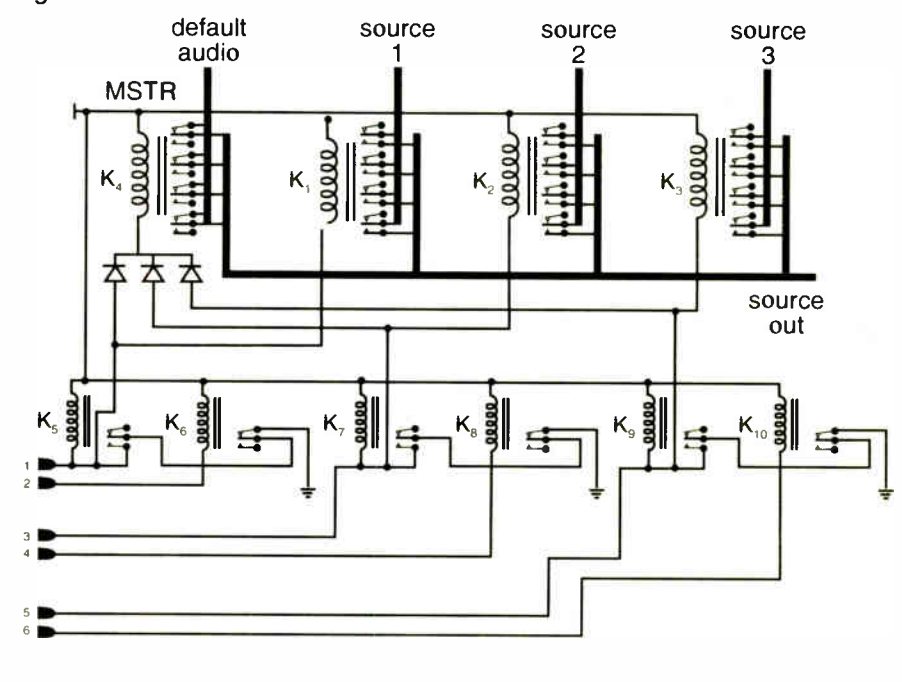 default audio
source 1
source 2
source 3
MSTR
K4
K1
K2
K3
source out
K5
K6
K7
K8
K9
K10
1
2
3
4
5
6